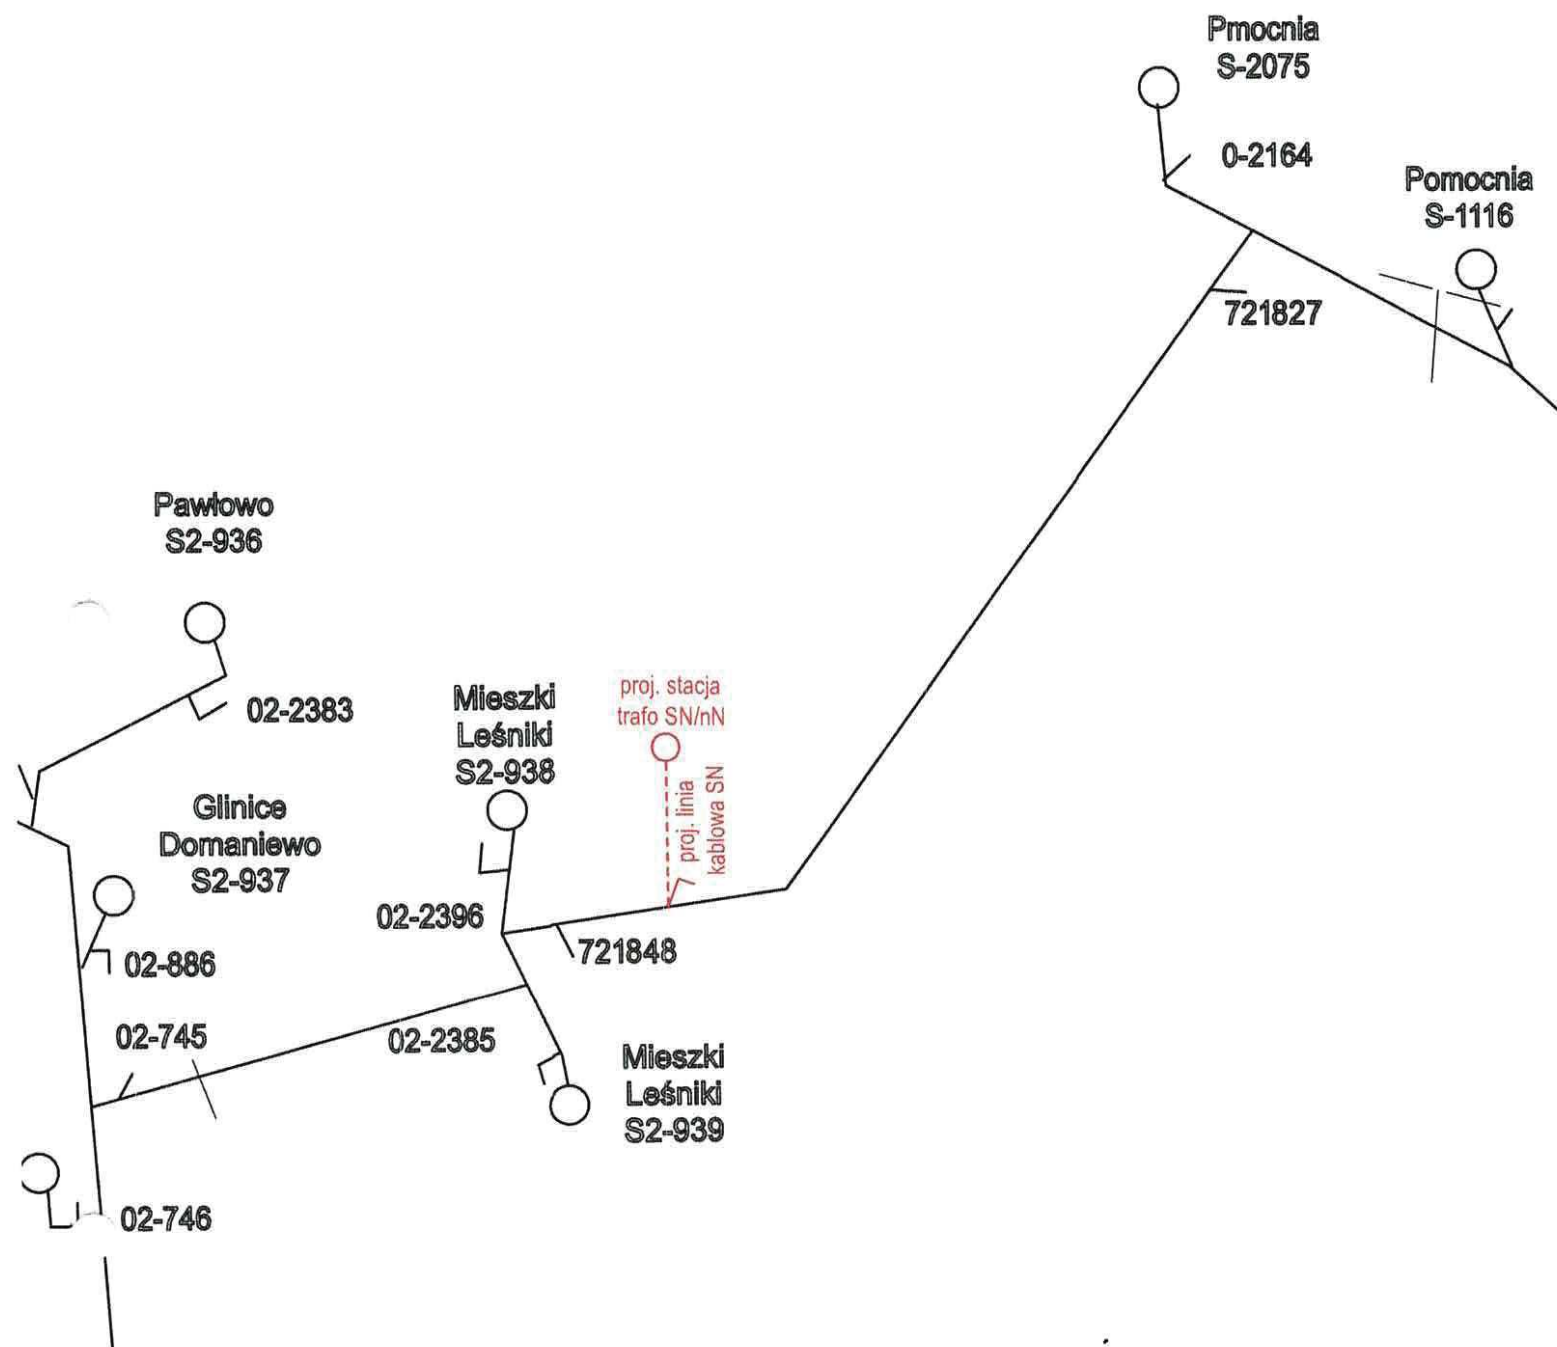 Pmocnia
S-2075
0-2164
Pomocnia
S-1116
721827
Pawłowo
S2-936
02-2383
Mieszki
Leśniki
S2-938
proj. stacja
trafo SN/nN
proj. linia
kablowa SN
Glinice
Domaniewo
S2-937
02-886
02-2396
721848
02-745
02-2385
Mieszki
Leśniki
S2-939
02-746